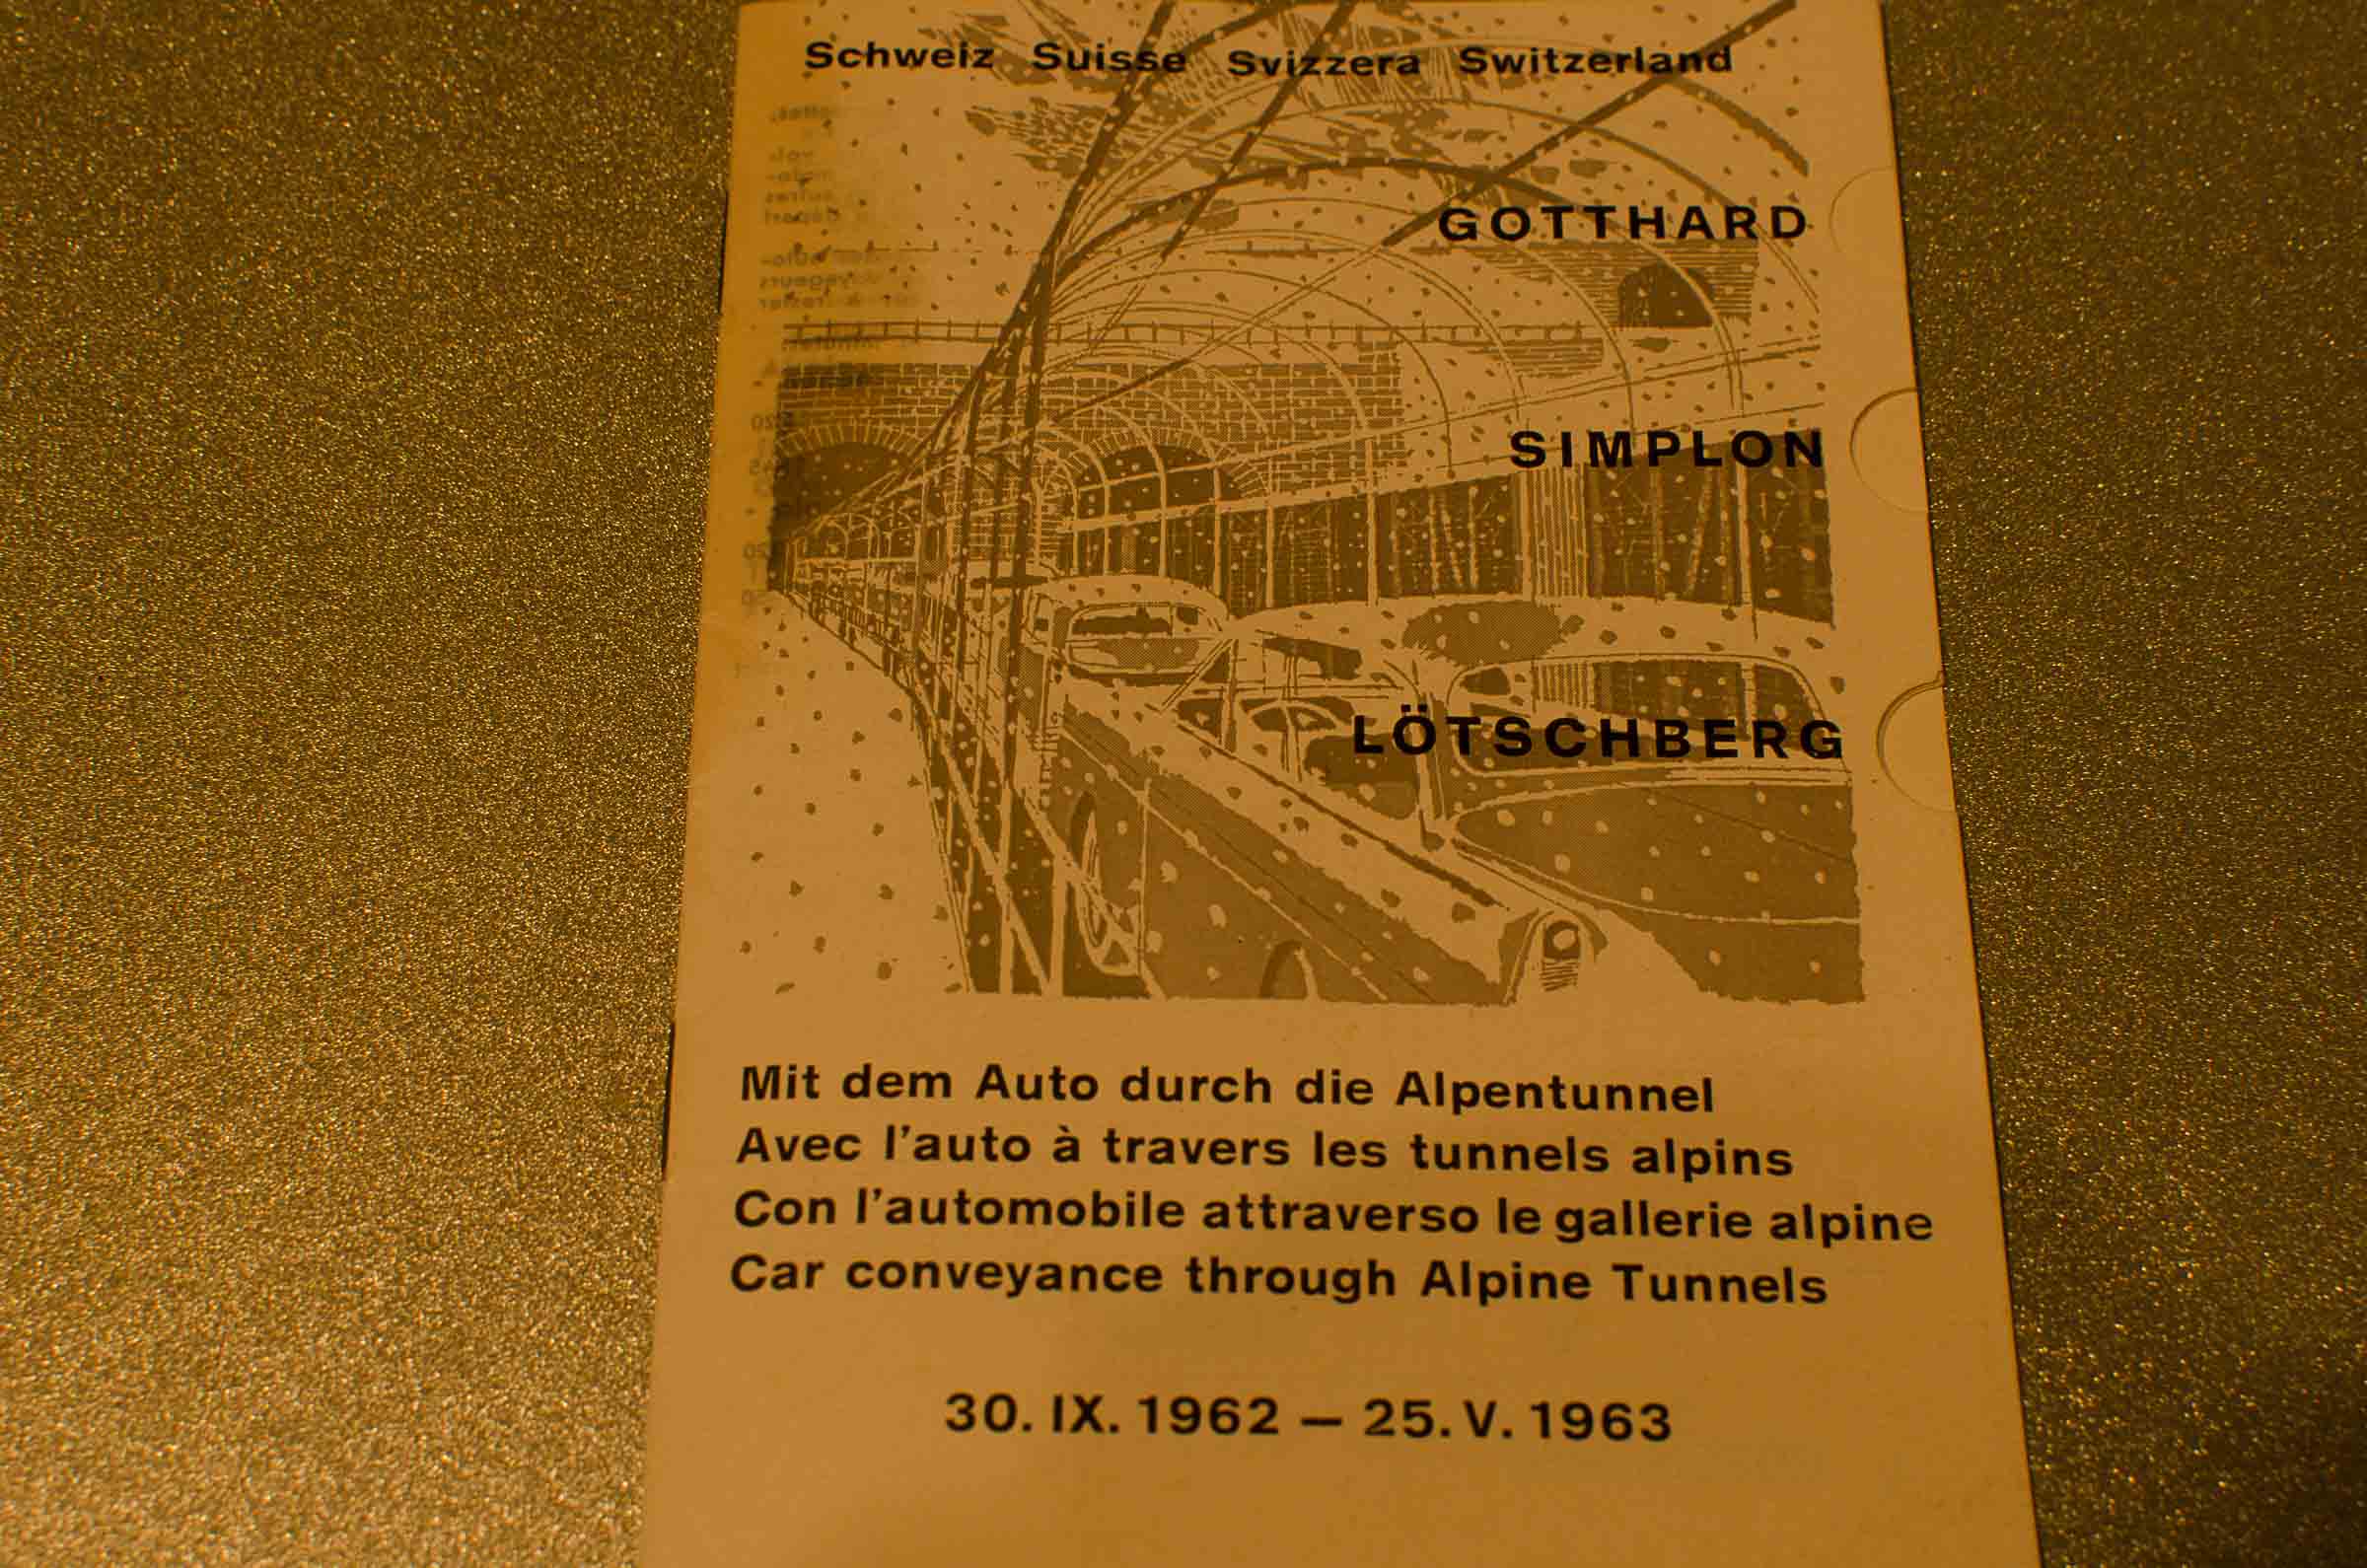 Schweiz Suisse Svizzera Switzerland
GOTTHARD
SIMPLON
LÖTSCHBERG
Mit dem Auto durch die Alpentunnel
Avec l'auto à travers les tunnels alpins
Con l'automobile attraverso le gallerie alpine
Car conveyance through Alpine Tunnels
30. IX. 1962 — 25. V. 1963